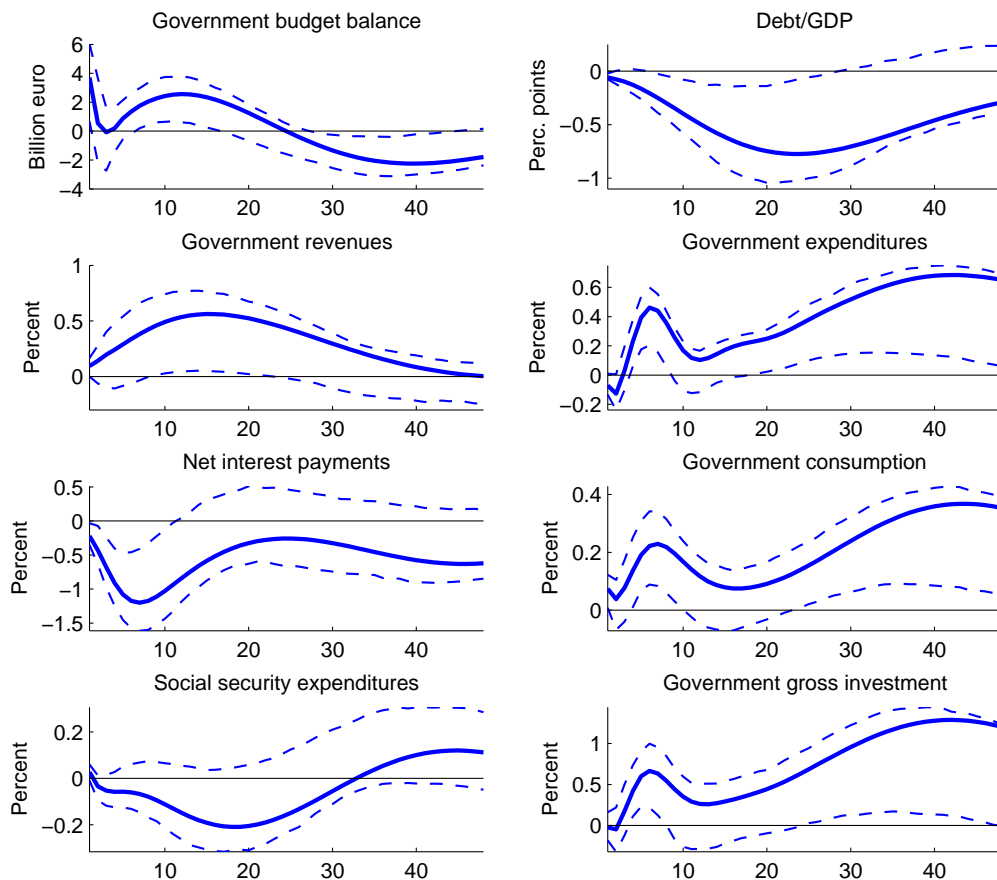 Government budget balance
Billion euro
6
4
2
0
−2
−4
10 20 30 40
Debt/GDP
Perc. points
0
−0.5
−1
10 20 30 40
Government revenues
Percent
1
0.5
0
10 20 30 40
Government expenditures
Percent
0.6
0.4
0.2
0
−0.2
10 20 30 40
Net interest payments
Percent
0.5
0
−0.5
−1
−1.5
10 20 30 40
Government consumption
Percent
0.4
0.2
0
10 20 30 40
Social security expenditures
Percent
0.2
0
−0.2
10 20 30 40
Government gross investment
Percent
1
0.5
0
10 20 30 40